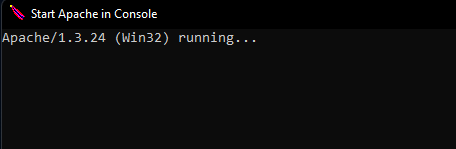 Start Apache in Console
Apache/1.3.24 (Win32) running...